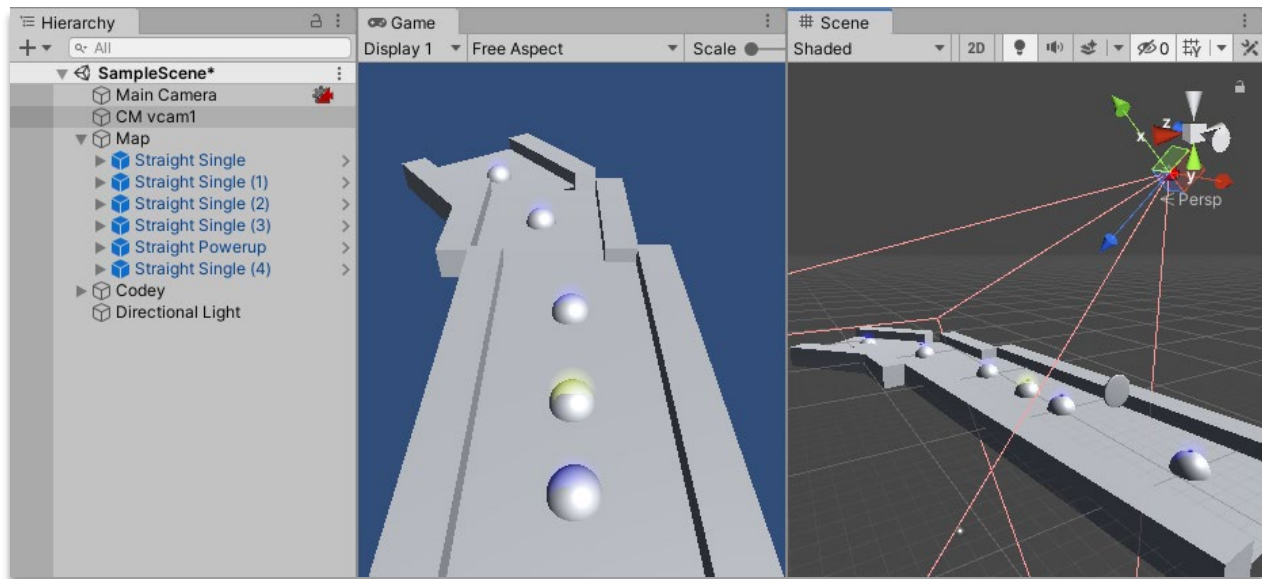 Hierarchy
All
SampleScene*
Main Camera
CM vcam1
Map
Straight Single
Straight Single (1)
Straight Single (2)
Straight Single (3)
Straight Powerup
Straight Single (4)
Codey
Directional Light
Game
Display 1 Free Aspect Scale
Scene
Shaded 2D 0
z
x
y
Persp